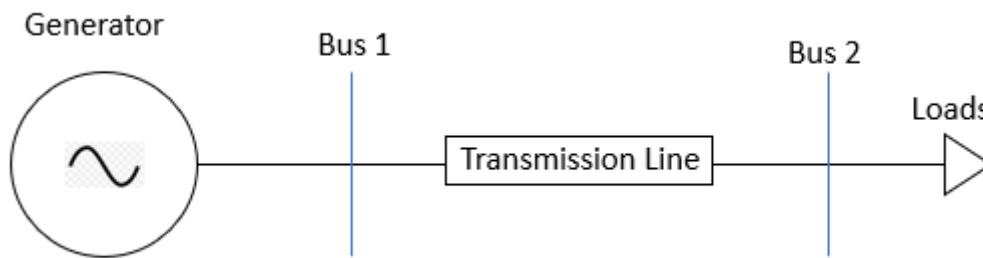 Generator
Bus 1
Bus 2
Loads
Transmission Line